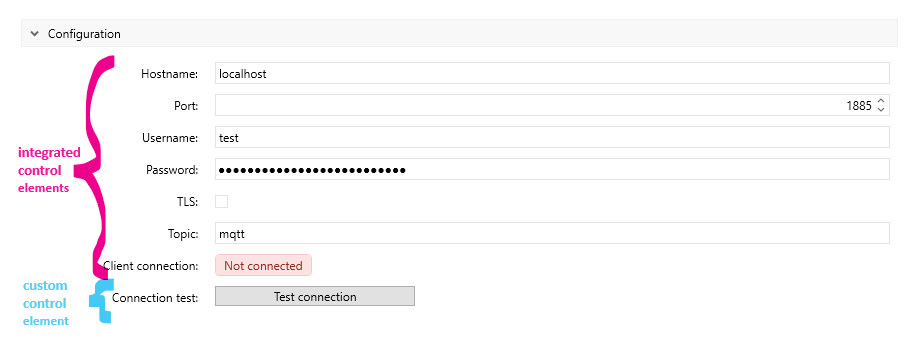 Configuration
Hostname: localhost
Port: 1885
Username: test
integrated
control
elements
Password: ●●●●●●●●●●●●●●●●●●●●●●●●●●
TLS:
Topic: mqtt
Client connection: Not connected
custom
control
element
Connection test: Test connection